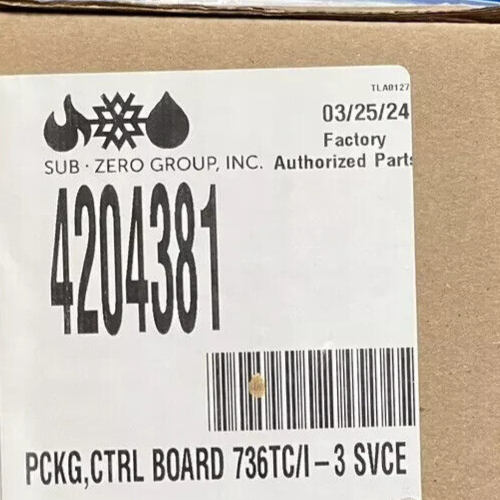 TLA0127
03/25/24
Factory
SUB · ZERO GROUP, INC. Authorized Parts
4204381
PCKG,CTRL BOARD 736TC/I-3 SVCE